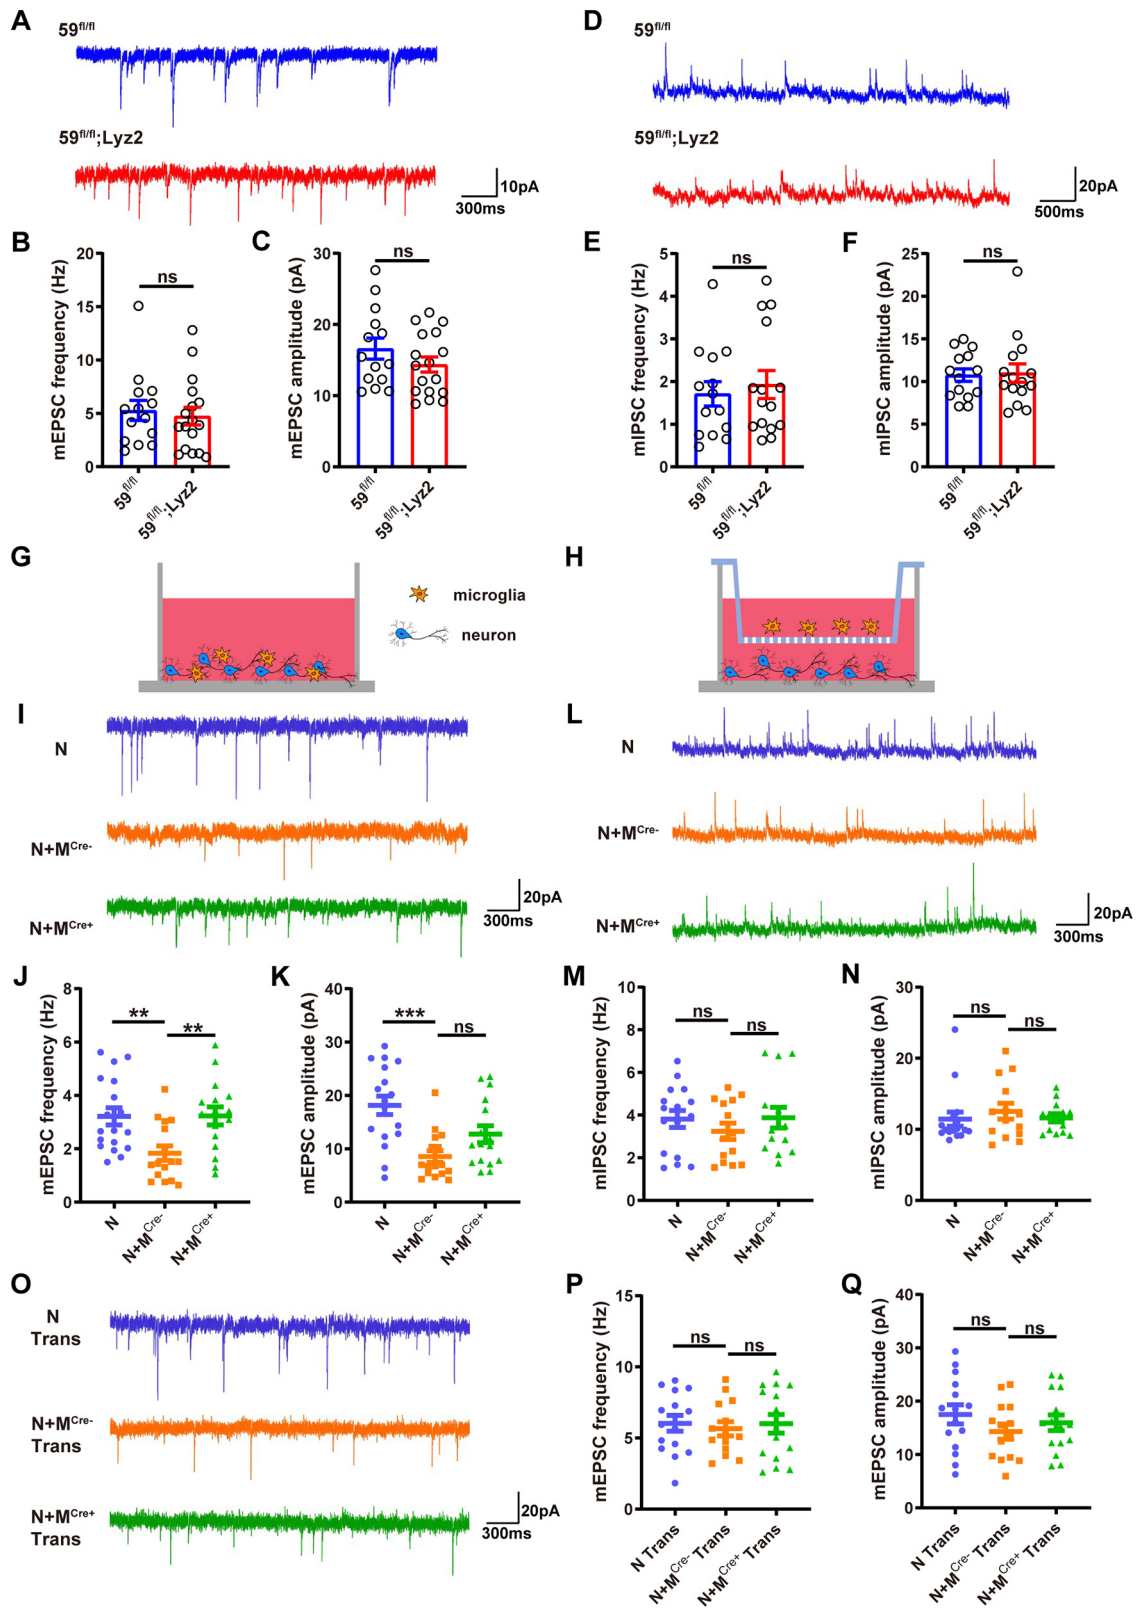 A
59fl/fl
59fl/fl;Lyz2
10pA
300ms
D
59fl/fl
59fl/fl;Lyz2
20pA
500ms
B
mEPSC frequency (Hz)
20
15
10
5
0
ns
59fl/fl
59fl/fl;Lyz2
C
mEPSC amplitude (pA)
30
20
10
0
ns
59fl/fl
59fl/fl;Lyz2
E
mIPSC frequency (Hz)
5
4
3
2
1
0
ns
59fl/fl
59fl/fl;Lyz2
F
mIPSC amplitude (pA)
25
20
15
10
5
0
ns
59fl/fl
59fl/fl;Lyz2
G
microglia
neuron
H
I
N
N+MCre-
N+MCre+
20pA
300ms
L
N
N+MCre-
N+MCre+
20pA
300ms
J
mEPSC frequency (Hz)
8
6
4
2
0
**
**
N
N+MCre-
N+MCre+
K
mEPSC amplitude (pA)
40
30
20
10
0
***
ns
N
N+MCre-
N+MCre+
M
mIPSC frequency (Hz)
10
8
6
4
2
0
ns
ns
N
N+MCre-
N+MCre+
N
mIPSC amplitude (pA)
30
20
10
0
ns
ns
N
N+MCre-
N+MCre+
O
N
Trans
N+MCre-
Trans
N+MCre+
Trans
20pA
300ms
P
mEPSC frequency (Hz)
15
10
5
0
ns
ns
N Trans
N+MCre- Trans
N+MCre+ Trans
Q
mEPSC amplitude (pA)
40
30
20
10
0
ns
ns
N Trans
N+MCre- Trans
N+MCre+ Trans